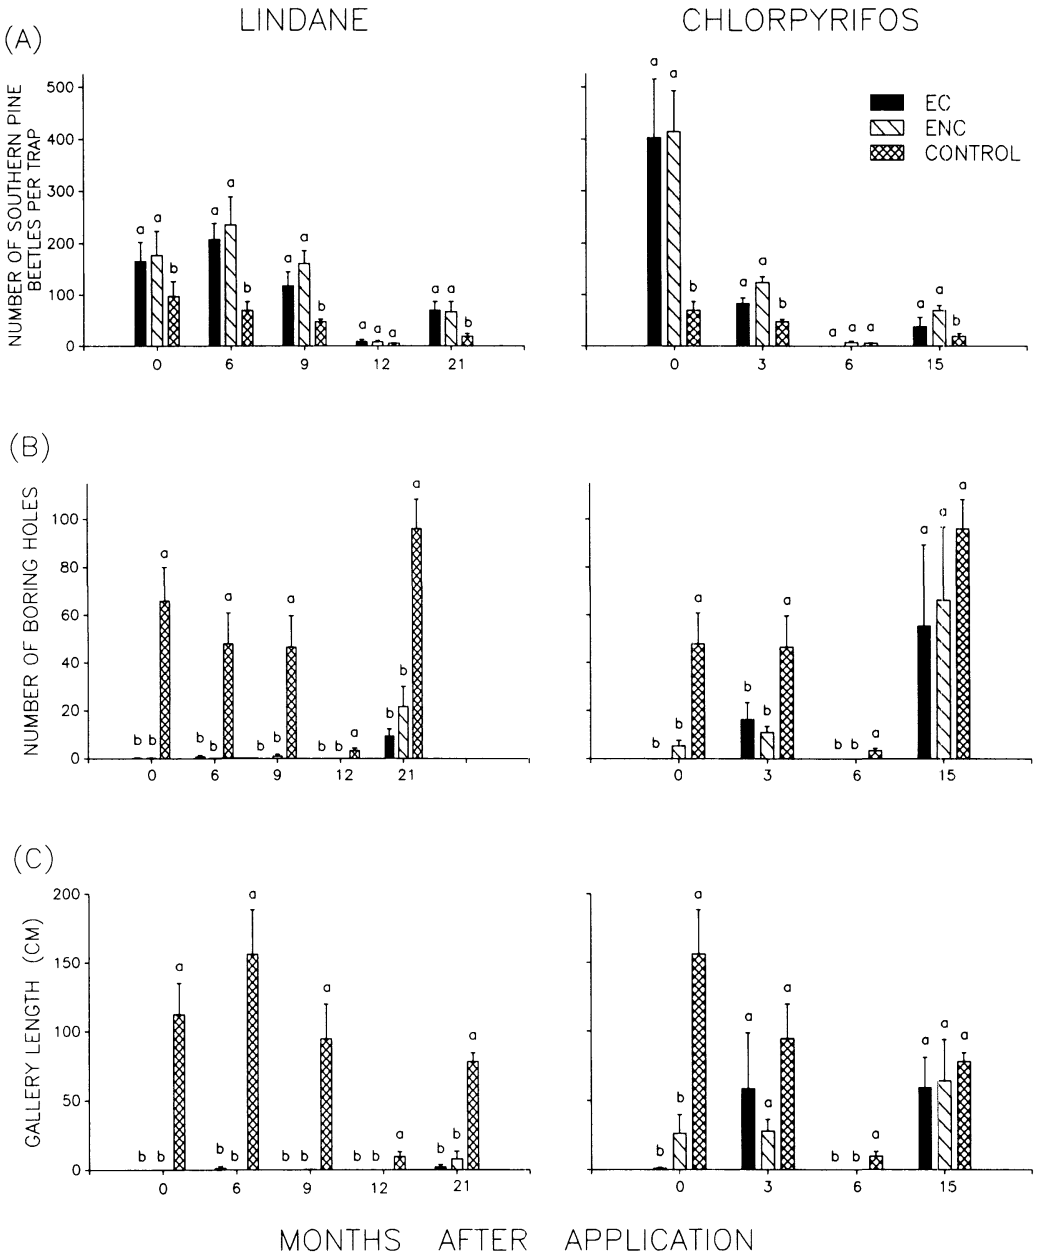 LINDANE
CHLORPYRIFOS
(A)
NUMBER OF SOUTHERN PINE
BEETLES PER TRAP
500
400
300
200
100
0
a a b
a a b
a a b
a a a
a a b
0 6 9 12 21
a a b
a a b
a a a
a a b
0 3 6 15
EC
ENC
CONTROL
(B)
NUMBER OF BORING HOLES
100
80
60
40
20
0
b b a
b b a
b b a
b b a
b b a
0 6 9 12 21
b b a
b b a
b b a
a a a
0 3 6 15
(C)
GALLERY LENGTH (CM)
200
150
100
50
0
b b a
b b a
b b a
b b a
b b a
0 6 9 12 21
b b a
a a a
b b a
a a a
0 3 6 15
MONTHS AFTER APPLICATION